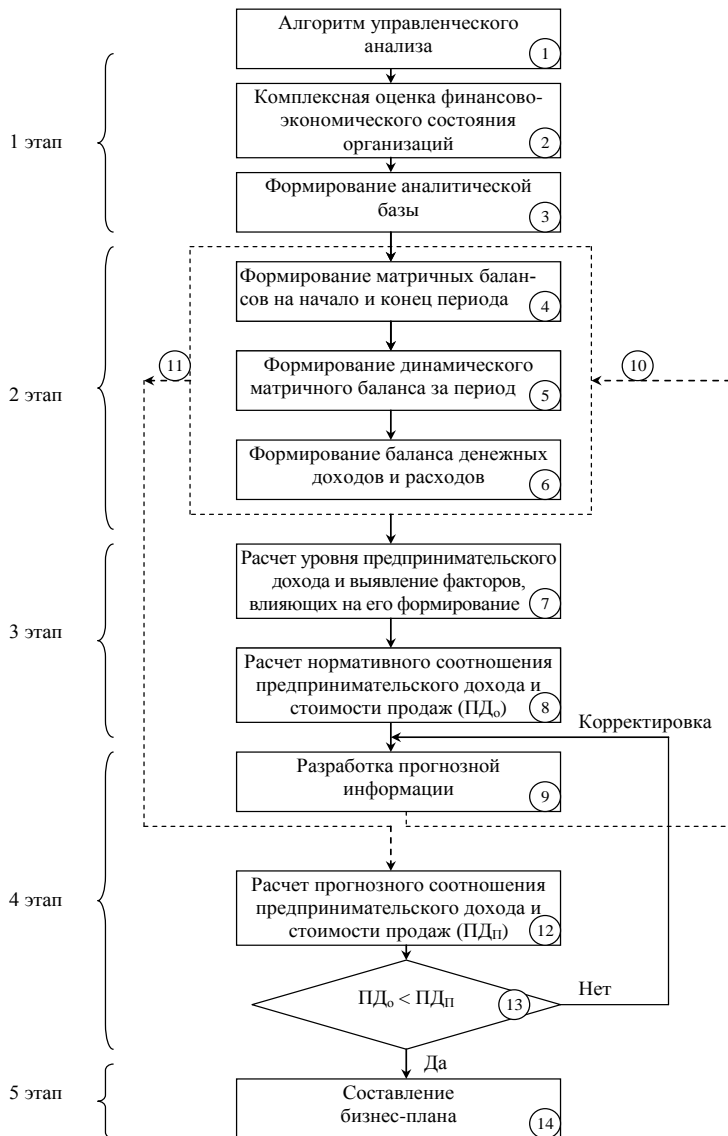 Алгоритм управленческого
анализа
1
Комплексная оценка финансово-
экономического состояния
организаций
2
1 этап
Формирование аналитической
базы
3
Формирование матричных балан-
сов на начало и конец периода
4
11
10
Формирование динамического
матричного баланса за период
5
2 этап
Формирование баланса денежных
доходов и расходов
6
Расчет уровня предпринимательского
дохода и выявление факторов,
влияющих на его формирование
7
3 этап
Расчет нормативного соотношения
предпринимательского дохода и
стоимости продаж (ПДо)
8
Корректировка
Разработка прогнозной
информации
9
4 этап
Расчет прогнозного соотношения
предпринимательского дохода и
стоимости продаж (ПДП)
12
ПДо < ПДП
13
Нет
Да
5 этап
Составление
бизнес-плана
14